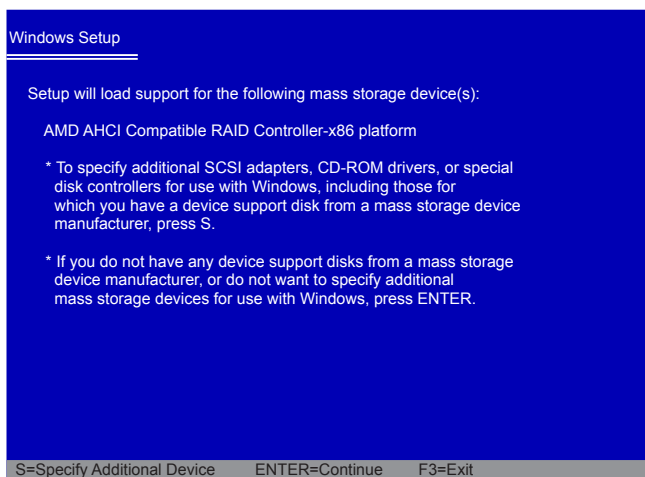 Windows Setup
Setup will load support for the following mass storage device(s):
AMD AHCI Compatible RAID Controller-x86 platform
* To specify additional SCSI adapters, CD-ROM drivers, or special
disk controllers for use with Windows, including those for
which you have a device support disk from a mass storage device
manufacturer, press S.
* If you do not have any device support disks from a mass storage
device manufacturer, or do not want to specify additional
mass storage devices for use with Windows, press ENTER.
S=Specify Additional Device ENTER=Continue F3=Exit